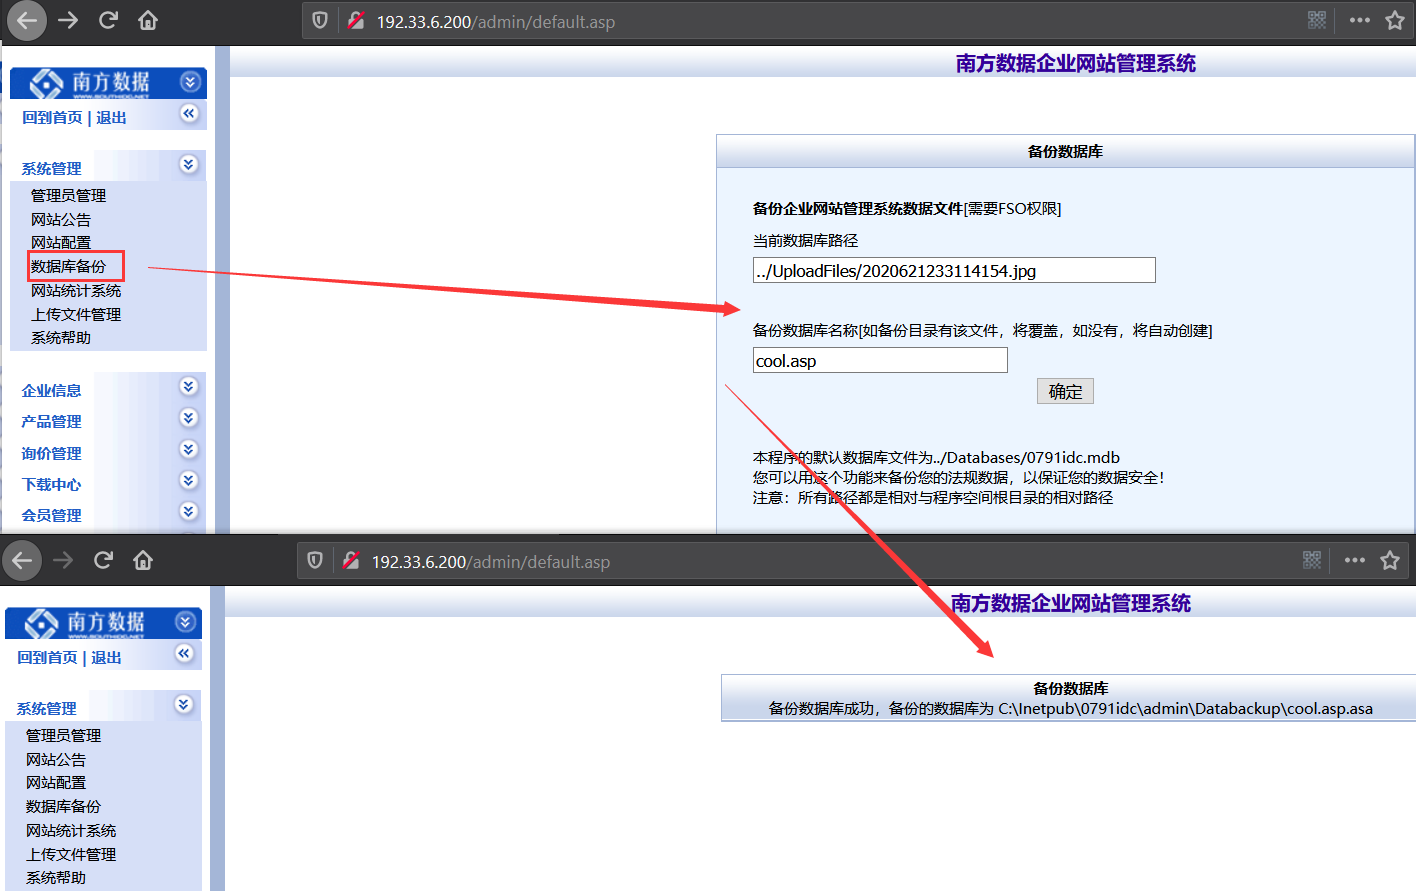 192.33.6.200/admin/default.asp
南方数据
WWW.SOUTHIDC.NET
回到首页 | 退出
系统管理
管理员管理
网站公告
网站配置
数据库备份
网站统计系统
上传文件管理
系统帮助
企业信息
产品管理
询价管理
下载中心
会员管理
南方数据企业网站管理系统
备份数据库
备份企业网站管理系统数据文件[需要FSO权限]
当前数据库路径
../UploadFiles/2020621233114154.jpg
备份数据库名称[如备份目录有该文件，将覆盖，如没有，将自动创建]
cool.asp
确定
本程序的默认数据库文件为../Databases/0791idc.mdb
您可以用这个功能来备份您的法规数据，以保证您的数据安全！
注意：所有路径都是相对与程序空间根目录的相对路径
192.33.6.200/admin/default.asp
南方数据
WWW.SOUTHIDC.NET
回到首页 | 退出
系统管理
管理员管理
网站公告
网站配置
数据库备份
网站统计系统
上传文件管理
系统帮助
南方数据企业网站管理系统
备份数据库
备份数据库成功，备份的数据库为 C:\Inetpub\0791idc\admin\Databackup\cool.asp.asa